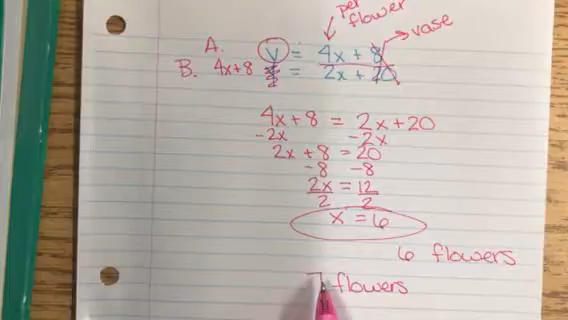 per
flower
vase
A. y = 4x + 8
B. 4x+8 = 2x + 20
4x+8 = 2x+20
-2x -2x
2x +8 = 20
-8 -8
2x = 12
2 2
x = 6
6 flowers
7 flowers